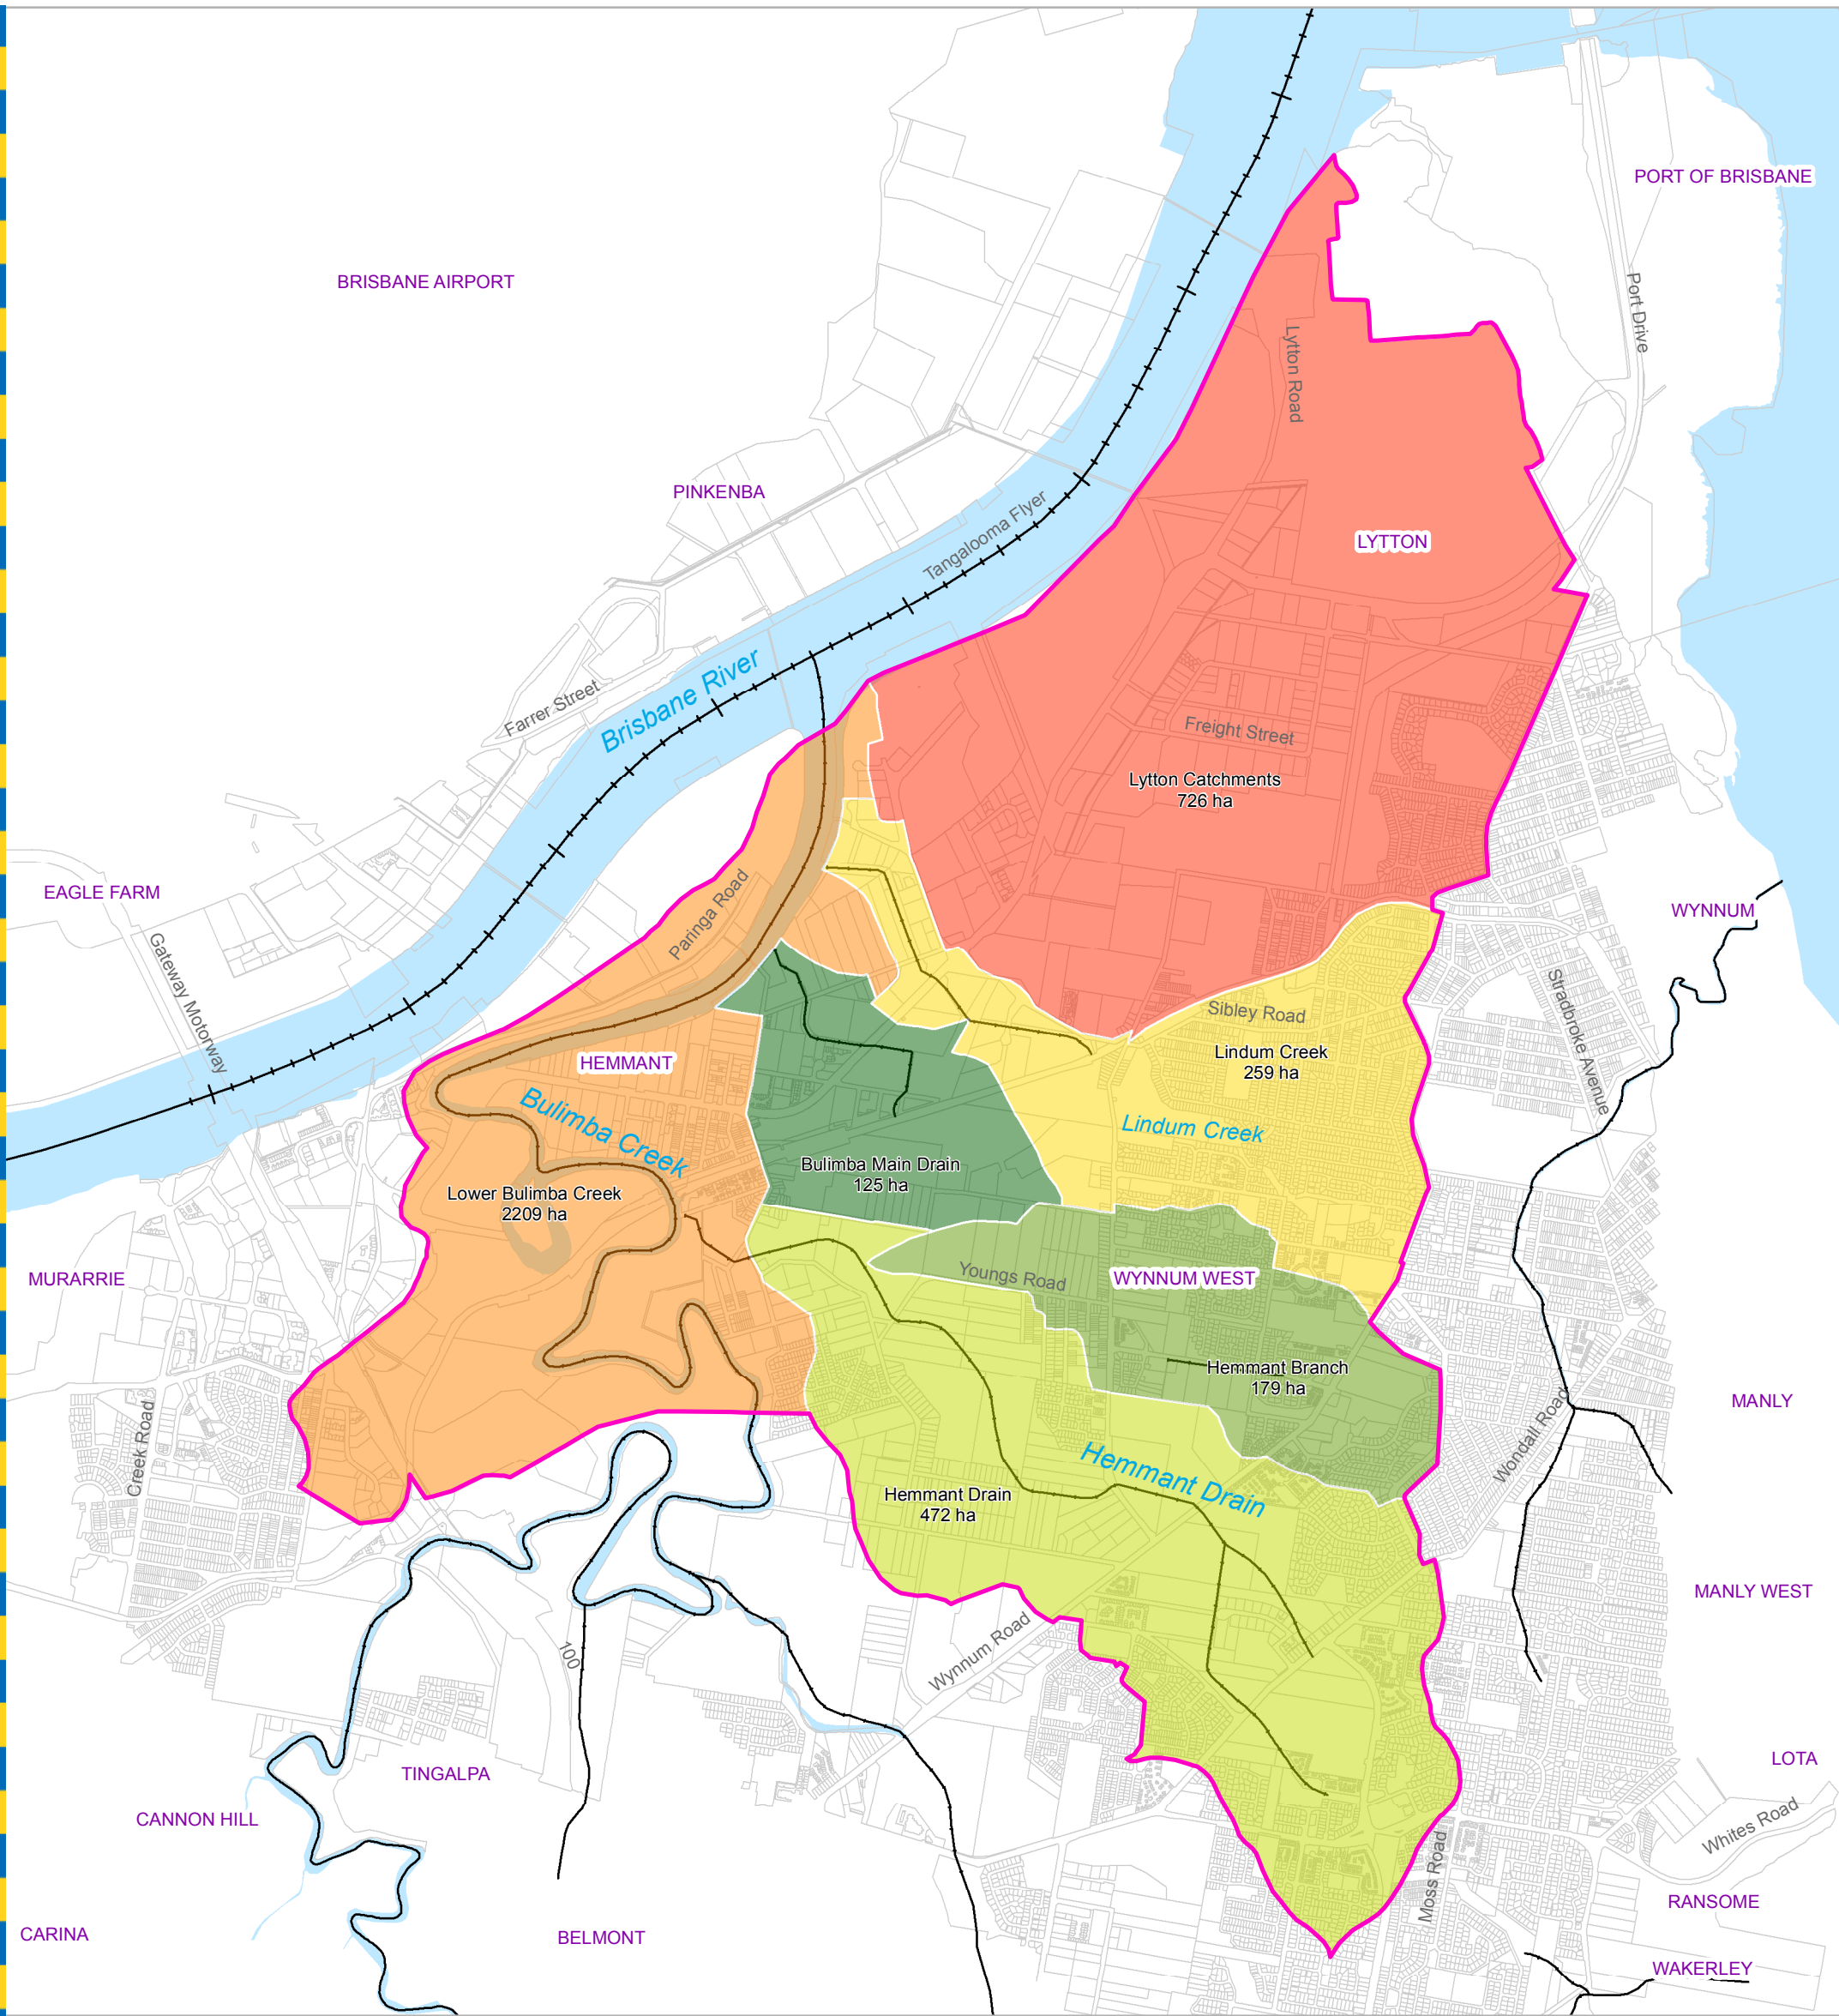 PORT OF BRISBANE
BRISBANE AIRPORT
Port Drive
Lytton Road
PINKENBA
Tangalooma Flyer
LYTTON
Brisbane River
Farrer Street
Freight Street
Lytton Catchments
726 ha
EAGLE FARM
Paringa Road
WYNNUM
Gateway Motorway
Stradbroke Avenue
Sibley Road
HEMMANT
Lindum Creek
259 ha
Bulimba Creek
Lindum Creek
Bulimba Main Drain
125 ha
Lower Bulimba Creek
2209 ha
MURARRIE
Youngs Road
WYNNUM WEST
Hemmant Branch
179 ha
MANLY
Creek Road
Wondall Road
Hemmant Drain
Hemmant Drain
472 ha
MANLY WEST
100
Wynnum Road
LOTA
TINGALPA
CANNON HILL
Whites Road
Moss Road
RANSOME
CARINA
BELMONT
WAKERLEY